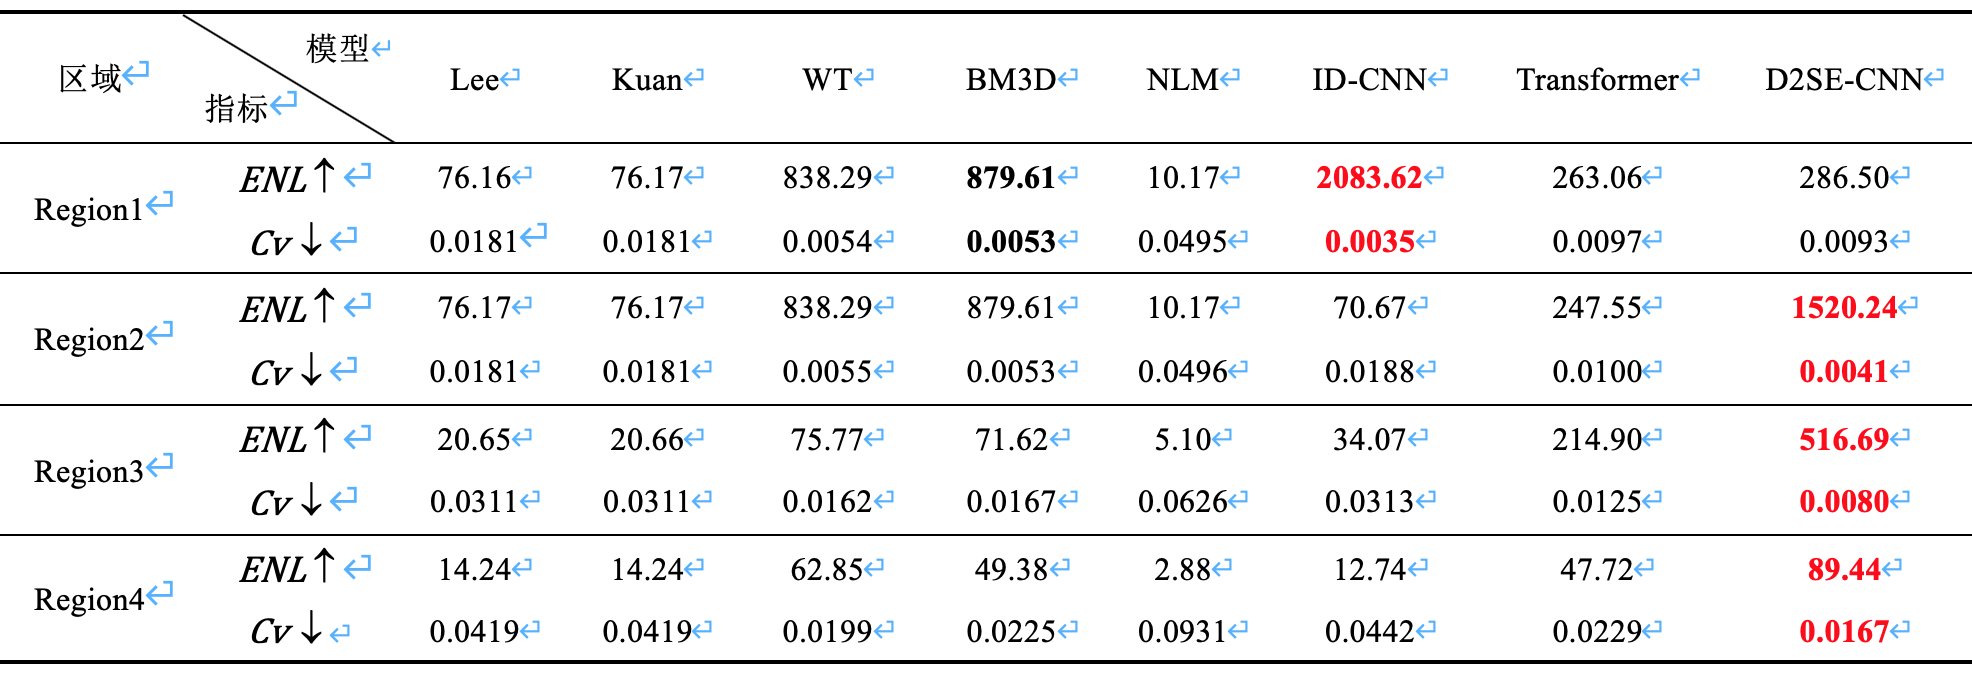 区域 指标 模型 Lee Kuan WT BM3D NLM ID-CNN Transformer D2SE-CNN
Region1 ENL↑ 76.16 76.17 838.29 879.61 10.17 2083.62 263.06 286.50
Cv↓ 0.0181 0.0181 0.0054 0.0053 0.0495 0.0035 0.0097 0.0093
Region2 ENL↑ 76.17 76.17 838.29 879.61 10.17 70.67 247.55 1520.24
Cv↓ 0.0181 0.0181 0.0055 0.0053 0.0496 0.0188 0.0100 0.0041
Region3 ENL↑ 20.65 20.66 75.77 71.62 5.10 34.07 214.90 516.69
Cv↓ 0.0311 0.0311 0.0162 0.0167 0.0626 0.0313 0.0125 0.0080
Region4 ENL↑ 14.24 14.24 62.85 49.38 2.88 12.74 47.72 89.44
Cv↓ 0.0419 0.0419 0.0199 0.0225 0.0931 0.0442 0.0229 0.0167